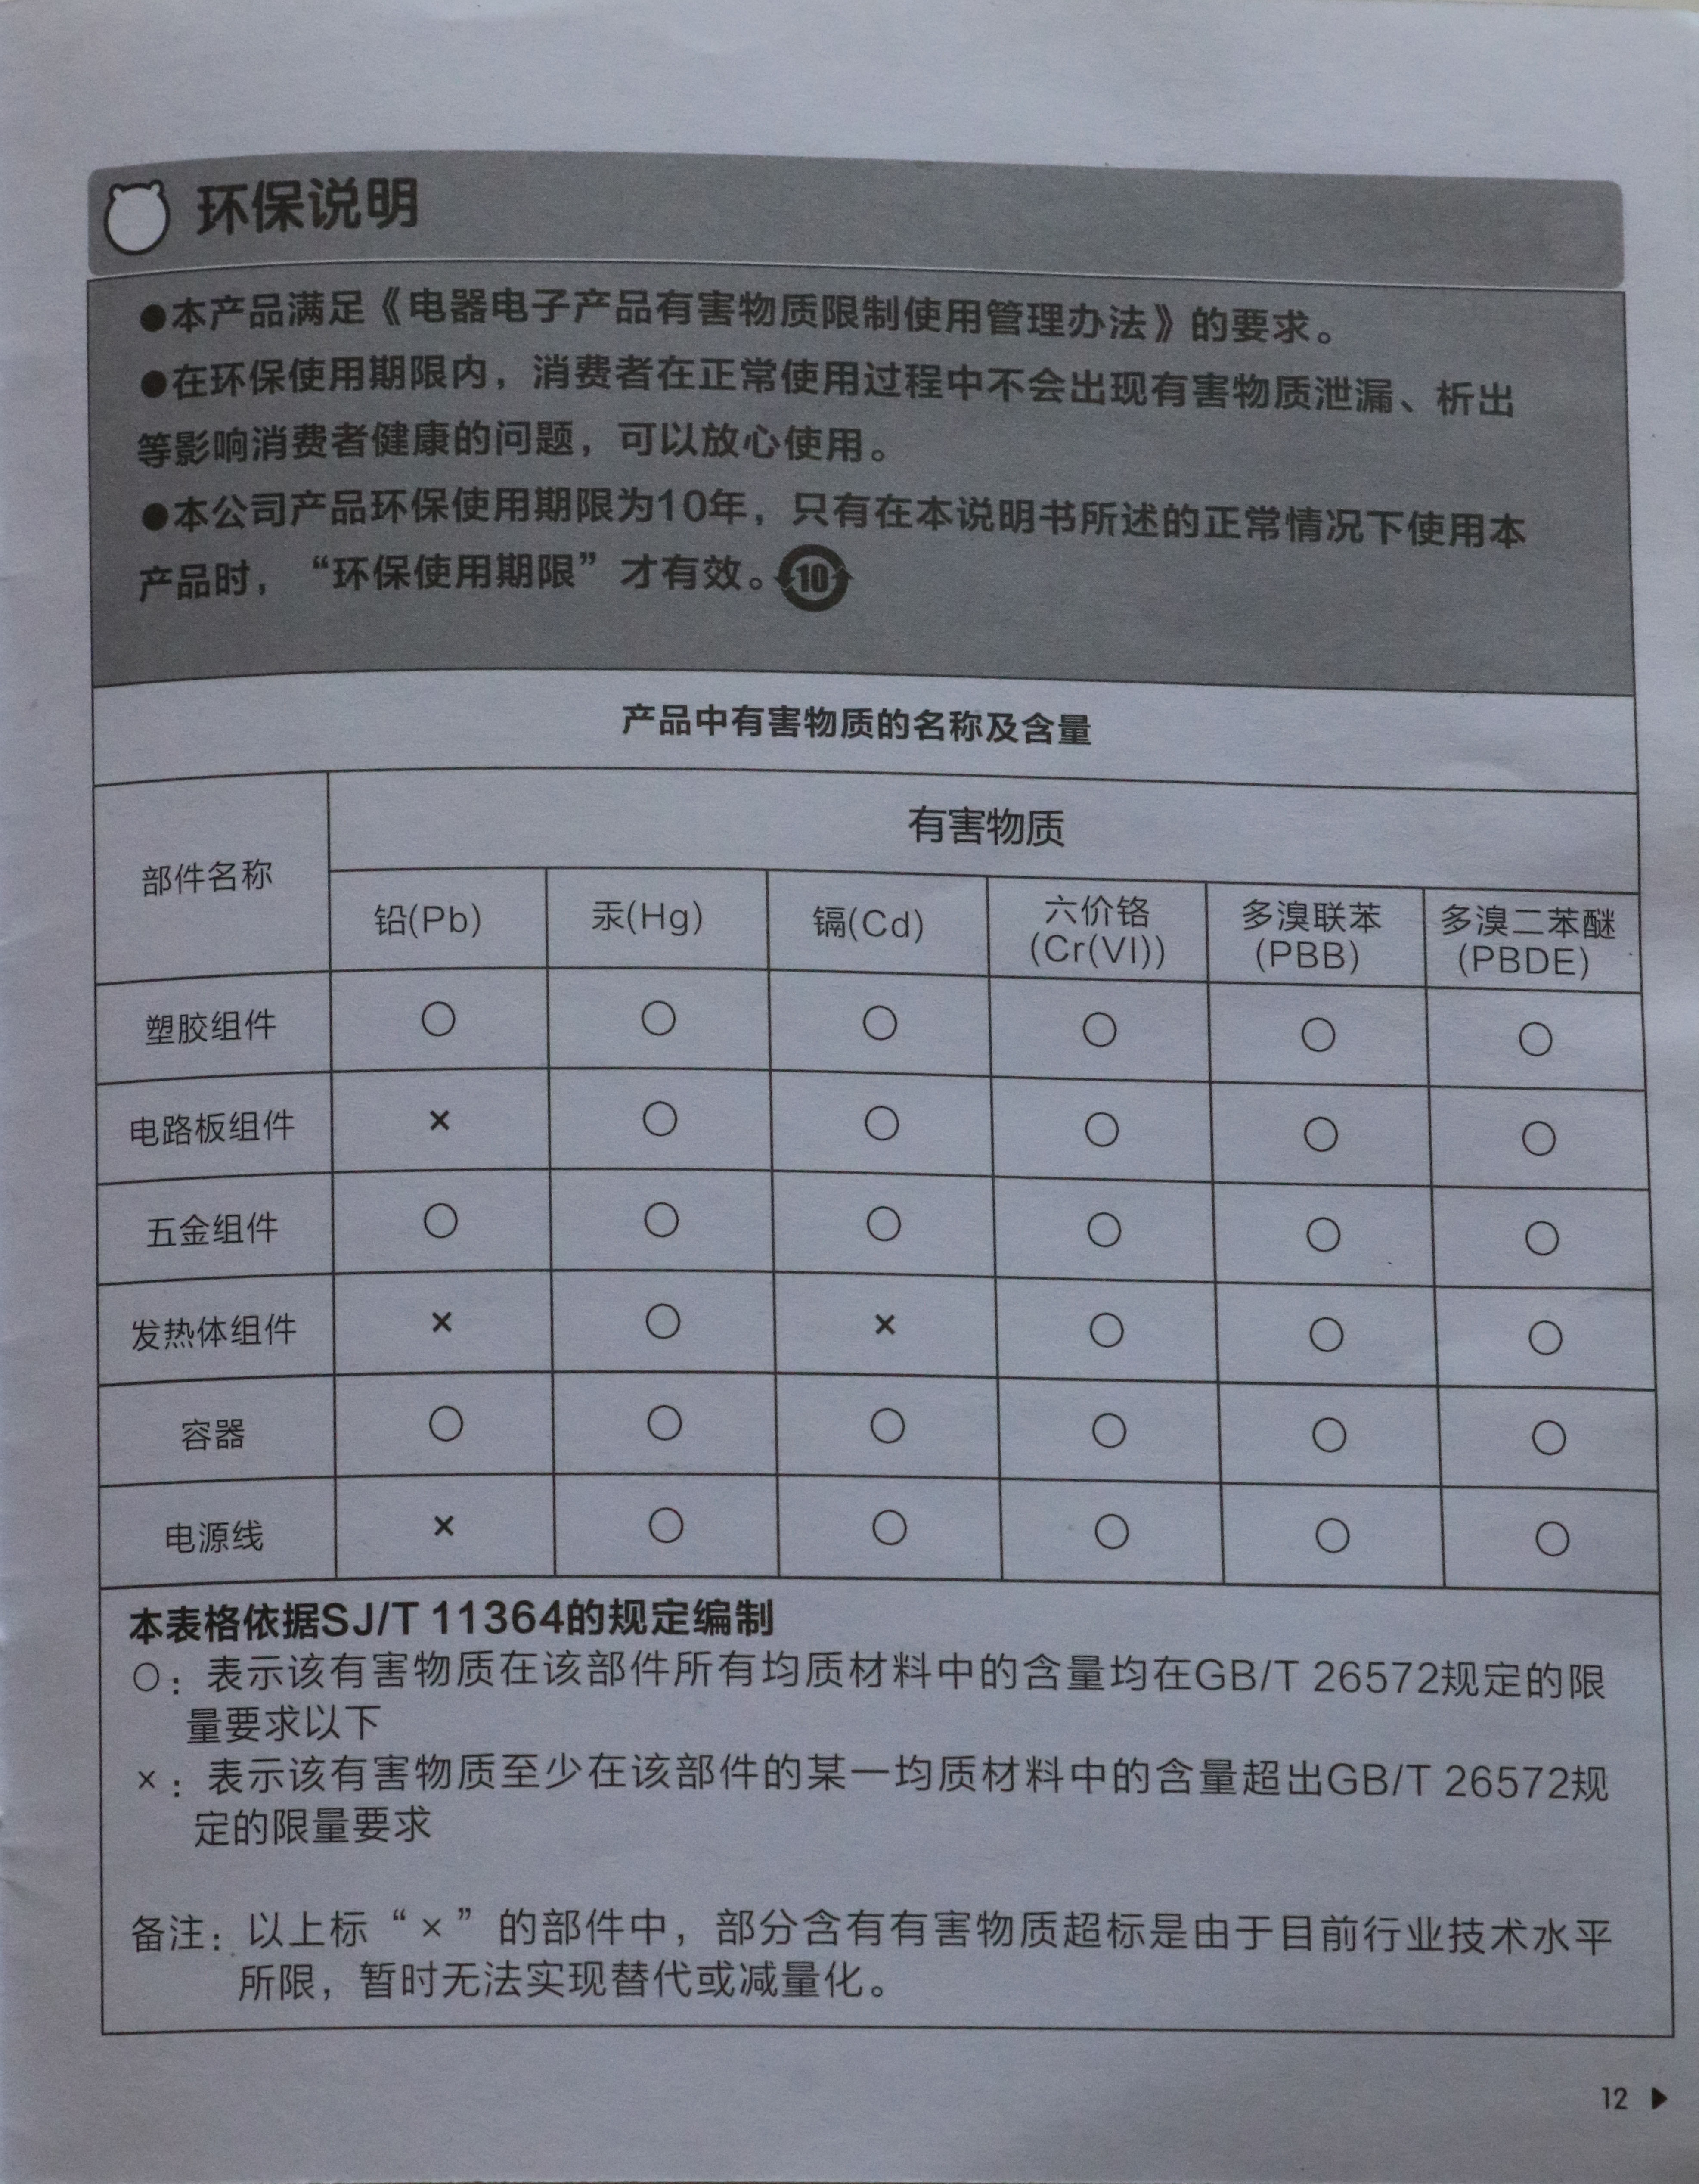 环保说明
●本产品满足《电器电子产品有害物质限制使用管理办法》的要求。
●在环保使用期限内，消费者在正常使用过程中不会出现有害物质泄漏、析出
等影响消费者健康的问题，可以放心使用。
●本公司产品环保使用期限为10年，只有在本说明书所述的正常情况下使用本
产品时，“环保使用期限”才有效。10
产品中有害物质的名称及含量
部件名称 有害物质
铅(Pb) 汞(Hg) 镉(Cd) 六价铬 多溴联苯 多溴二苯醚
(Cr(VI)) (PBB) (PBDE)
塑胶组件 ○ ○ ○ ○ ○ ○
电路板组件 × ○ ○ ○ ○ ○
五金组件 ○ ○ ○ ○ ○ ○
发热体组件 × ○ × ○ ○ ○
容器 ○ ○ ○ ○ ○ ○
电源线 × ○ ○ ○ ○ ○
本表格依据SJ/T 11364的规定编制
○：表示该有害物质在该部件所有均质材料中的含量均在GB/T 26572规定的限
量要求以下
×：表示该有害物质至少在该部件的某一均质材料中的含量超出GB/T 26572规
定的限量要求
备注：以上标“×”的部件中，部分含有有害物质超标是由于目前行业技术水平
所限，暂时无法实现替代或减量化。
12